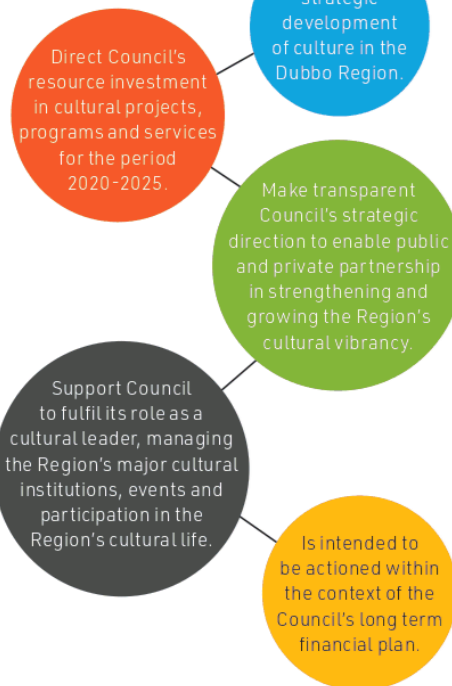 strategic
development
of culture in the
Dubbo Region.
Direct Council's
resource investment
in cultural projects,
programs and services
for the period
2020-2025.
Make transparent
Council's strategic
direction to enable public
and private partnership
in strengthening and
growing the Region's
cultural vibrancy.
Support Council
to fulfil its role as a
cultural leader, managing
the Region's major cultural
institutions, events and
participation in the
Region's cultural life.
Is intended to
be actioned within
the context of the
Council's long term
financial plan.